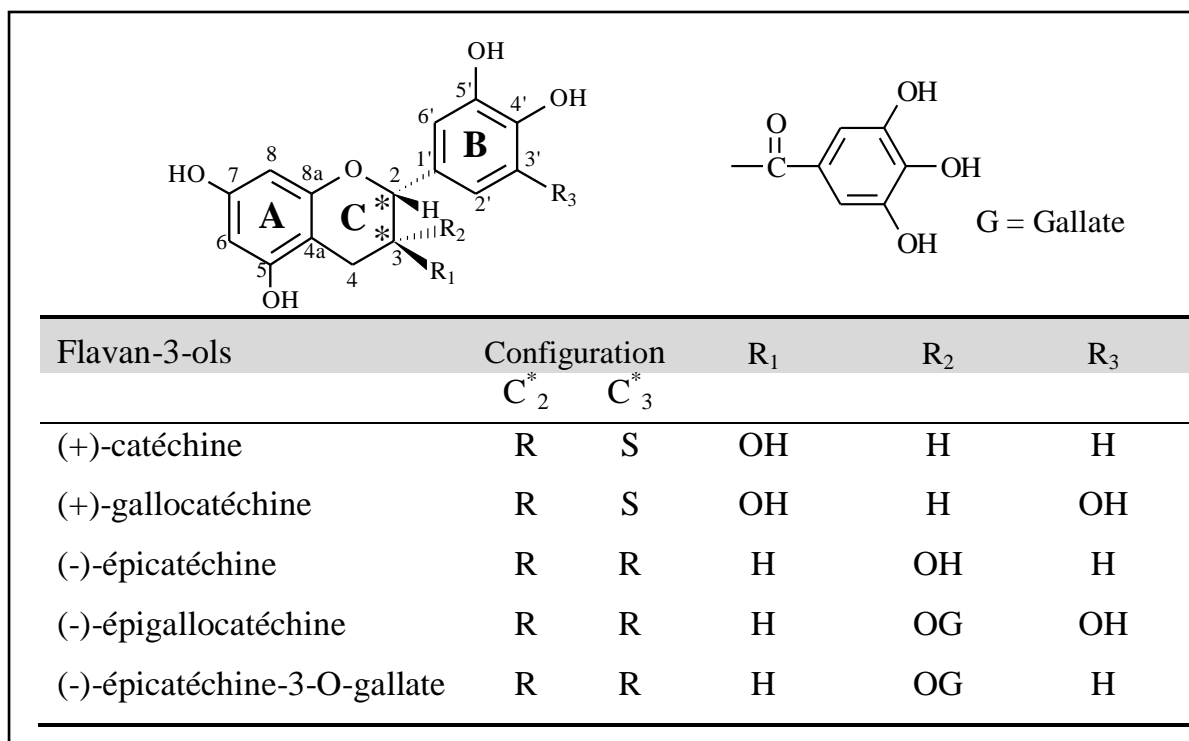 OH
5'
4'
OH
6'
B
1'
3'
2'
R3
HO
7
8
8a
O
2
A
C
*
H
*
R2
6
5
4a
4
3
R1
OH
O
C
OH
OH
OH
G = Gallate
Flavan-3-ols Configuration R1 R2 R3
C*2 C*3
(+)-catéchine R S OH H H
(+)-gallocatéchine R S OH H OH
(-)-épicatéchine R R H OH H
(-)-épigallocatéchine R R H OG OH
(-)-épicatéchine-3-O-gallate R R H OG H